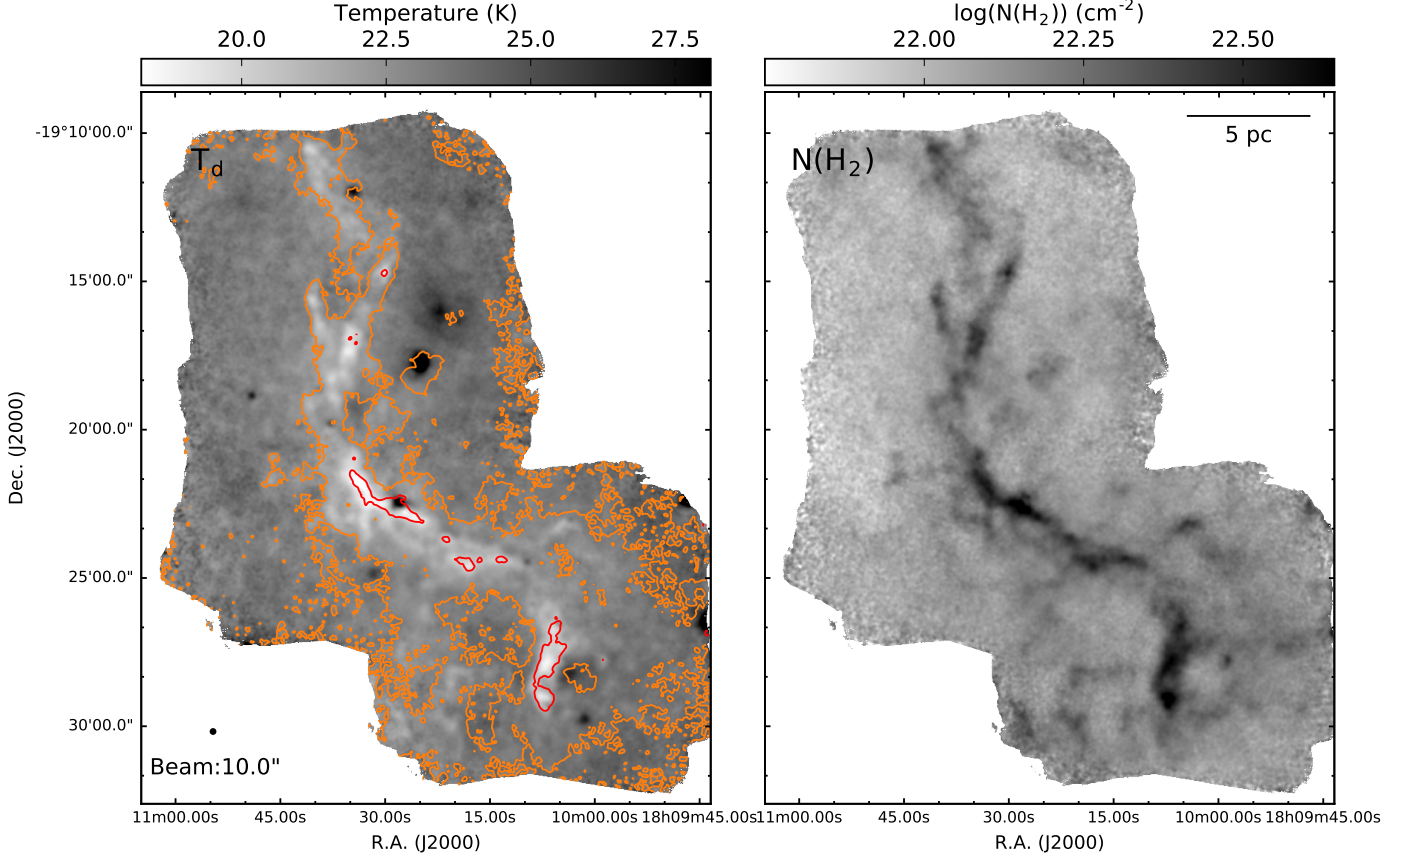 Temperature (K)
20.0 22.5 25.0 27.5
log(N(H₂)) (cm⁻²)
22.00 22.25 22.50
-19°10'00.0"
15'00.0"
20'00.0"
25'00.0"
30'00.0"
Dec. (J2000)
T_d
Beam:10.0"
11m00.00s 45.00s 30.00s 15.00s 10m00.00s 18h09m45.00s
R.A. (J2000)
N(H₂)
5 pc
11m00.00s 45.00s 30.00s 15.00s 10m00.00s 18h09m45.00s
R.A. (J2000)